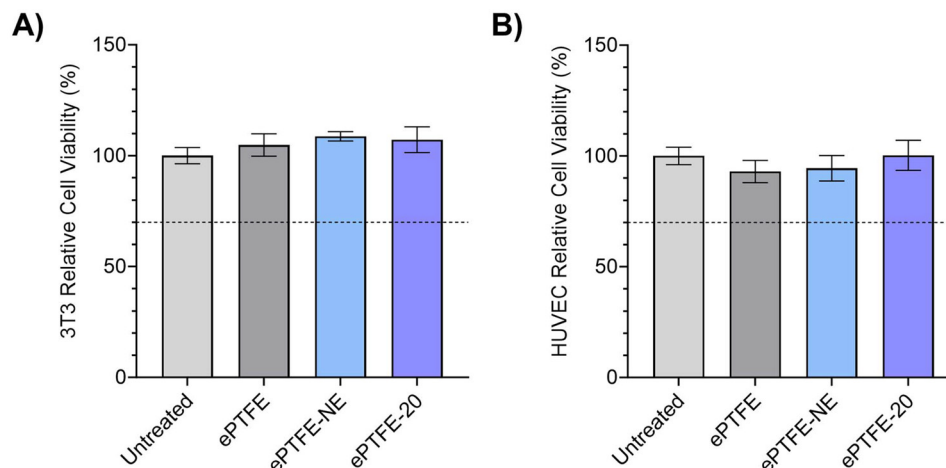 A)
3T3 Relative Cell Viability (%)
150
100
50
0
Untreated
ePTFE
ePTFE-NE
ePTFE-20
B)
HUVEC Relative Cell Viability (%)
150
100
50
0
Untreated
ePTFE
ePTFE-NE
ePTFE-20